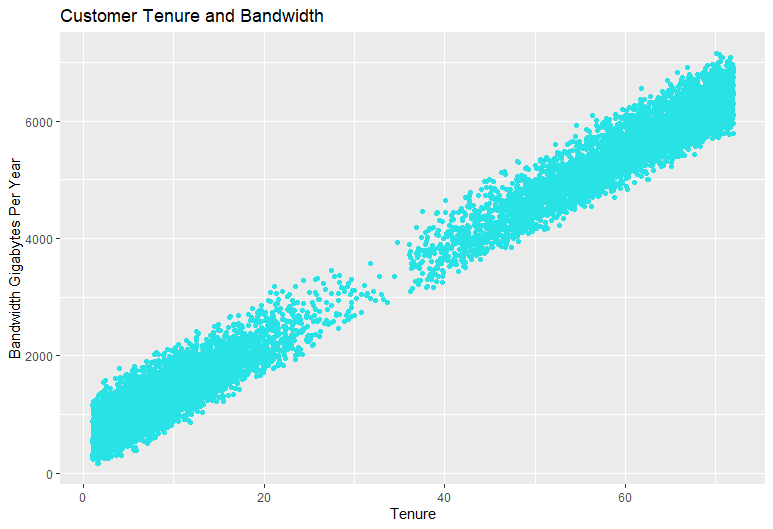 Customer Tenure and Bandwidth
Bandwidth Gigabytes Per Year
6000
4000
2000
0
0 20 40 60
Tenure